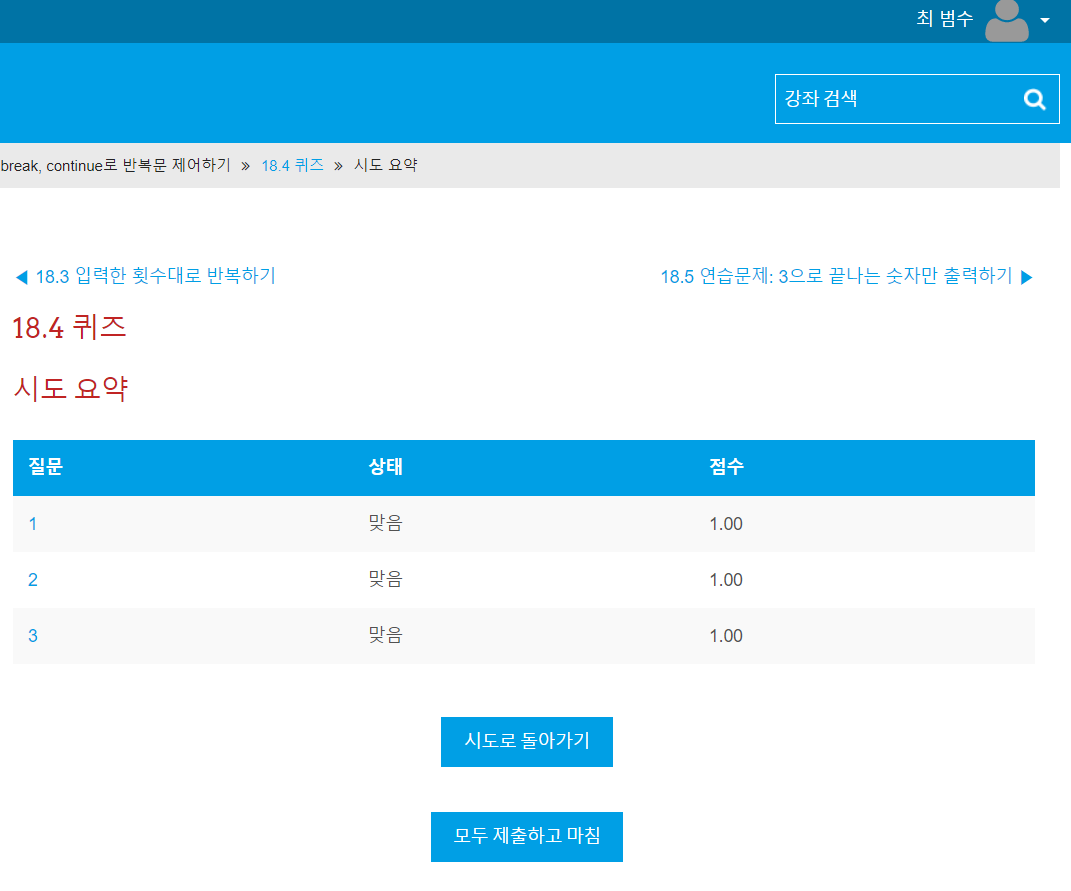 최 범수
강좌 검색
break, continue로 반복문 제어하기 » 18.4 퀴즈 » 시도 요약
◀ 18.3 입력한 횟수대로 반복하기 18.5 연습문제: 3으로 끝나는 숫자만 출력하기 ▶
18.4 퀴즈
시도 요약
질문 상태 점수
1 맞음 1.00
2 맞음 1.00
3 맞음 1.00
시도로 돌아가기
모두 제출하고 마침